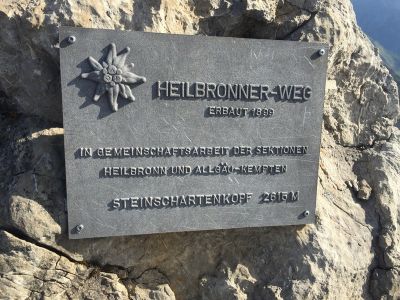 HEILBRONNER-WEG
ERBAUT 1899
IN GEMEINSCHAFTSARBEIT DER SEKTIONEN
HEILBRONN UND ALLGÄU-KEMPTEN
STEINSCHARTENKOPF 2615 M